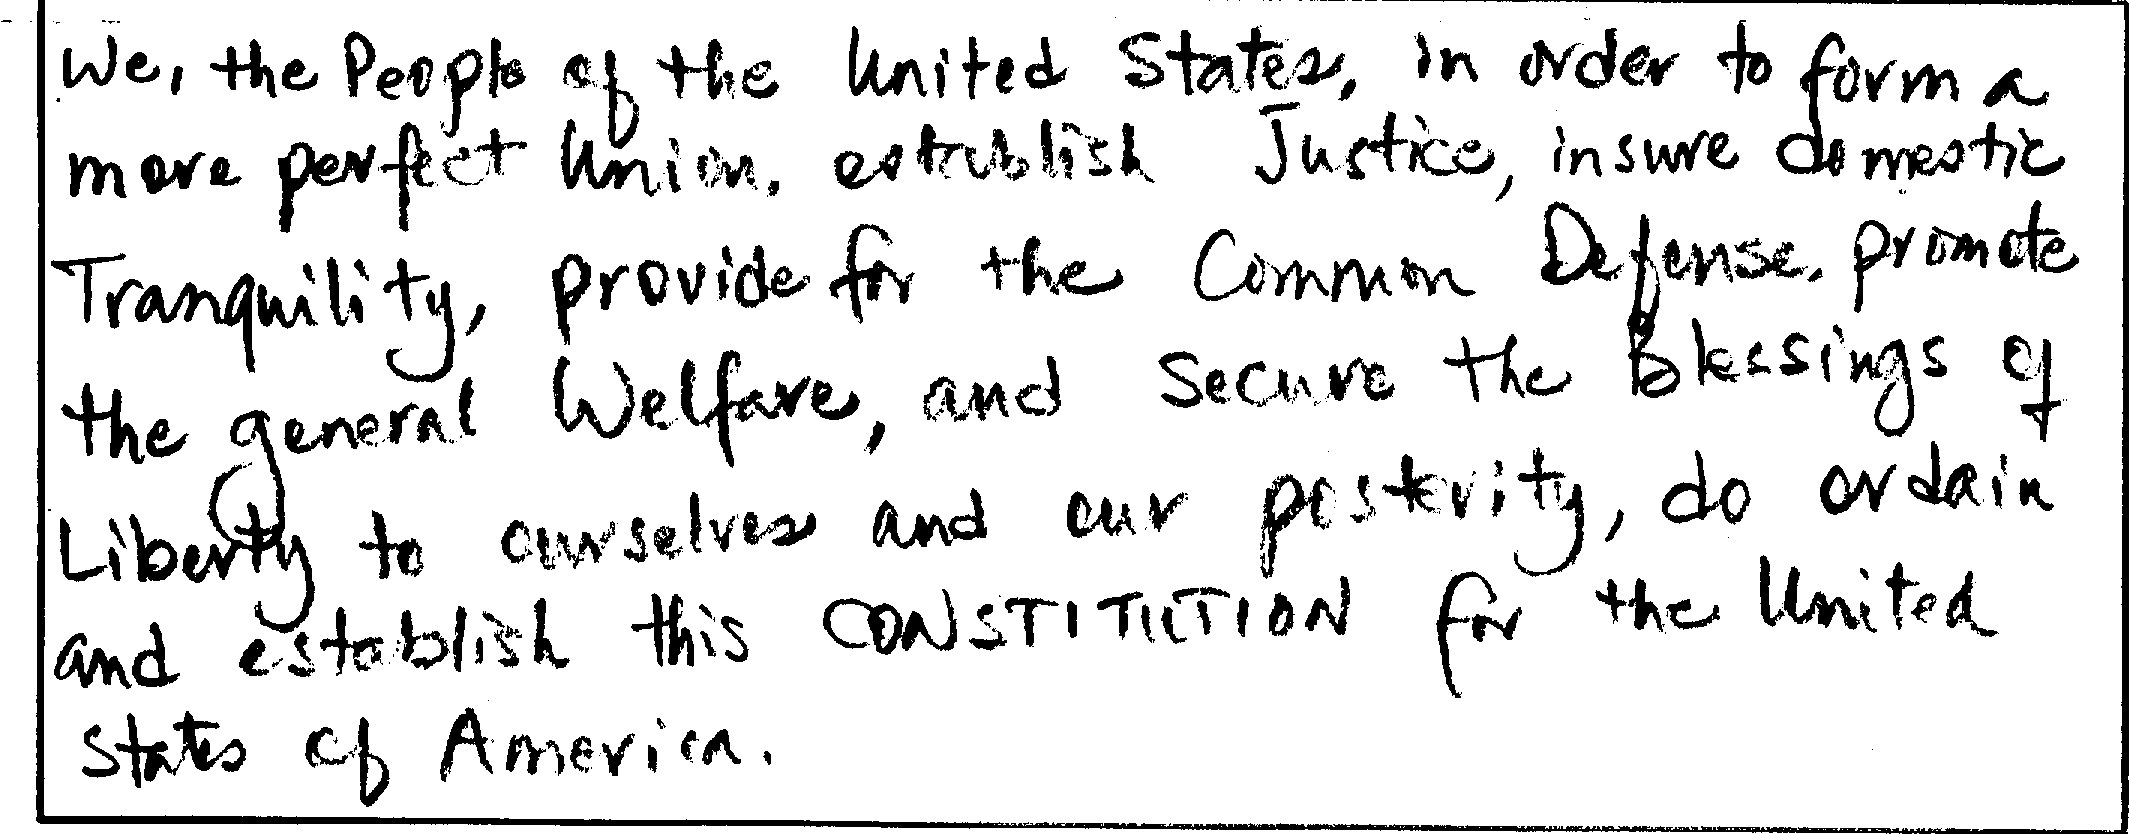 We, the People of the United States, in order to form a
more perfect Union, establish Justice, insure domestic
Tranquility, provide for the Common Defense, promote
the general Welfare, and secure the Blessings of
Liberty to ourselves and our posterity, do ordain
and establish this CONSTITUTION for the United
States of America.